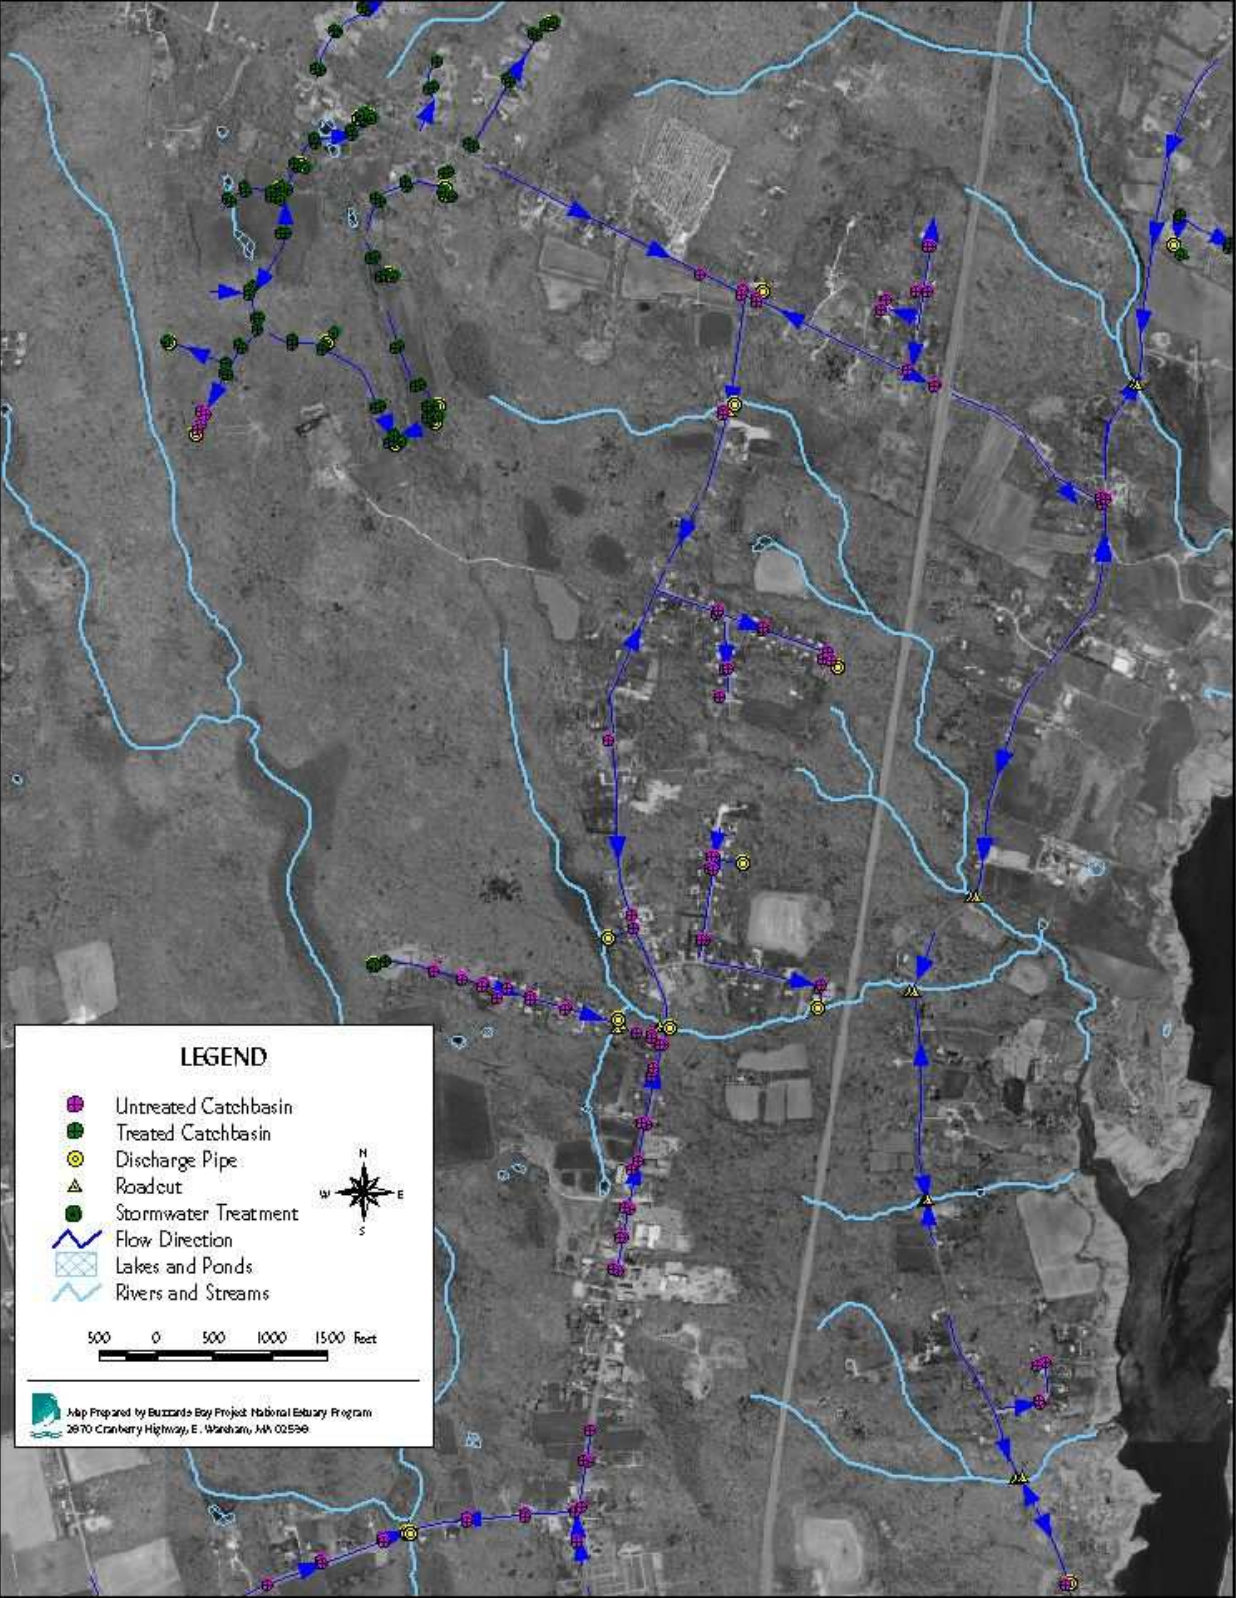 LEGEND
Untreated Catchbasin
Treated Catchbasin
Discharge Pipe
Roadcut
Stormwater Treatment
Flow Direction
Lakes and Ponds
Rivers and Streams
N
W E
S
500 0 500 1000 1500 Feet
Map Prepared by Buzzards Bay Project National Estuary Program
2870 Cranberry Highway, E. Wareham, MA 02538